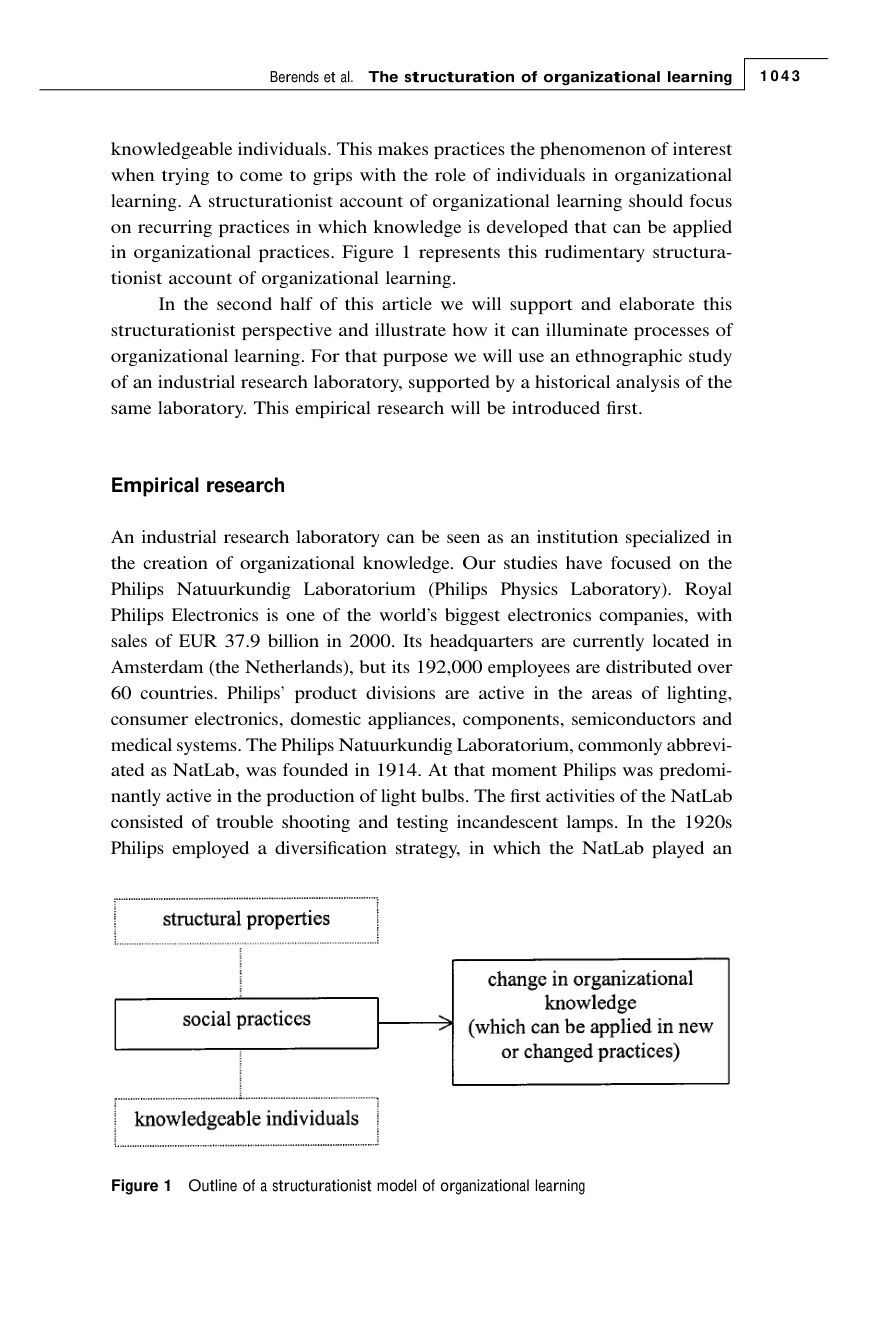 Berends et al. The structuration of organizational learning 1043
knowledgeable individuals. This makes practices the phenomenon of interest
when trying to come to grips with the role of individuals in organizational
learning. A structurationist account of organizational learning should focus
on recurring practices in which knowledge is developed that can be applied
in organizational practices. Figure 1 represents this rudimentary structura-
tionist account of organizational learning.
In the second half of this article we will support and elaborate this
structurationist perspective and illustrate how it can illuminate processes of
organizational learning. For that purpose we will use an ethnographic study
of an industrial research laboratory, supported by a historical analysis of the
same laboratory. This empirical research will be introduced first.
Empirical research
An industrial research laboratory can be seen as an institution specialized in
the creation of organizational knowledge. Our studies have focused on the
Philips Natuurkundig Laboratorium (Philips Physics Laboratory). Royal
Philips Electronics is one of the world's biggest electronics companies, with
sales of EUR 37.9 billion in 2000. Its headquarters are currently located in
Amsterdam (the Netherlands), but its 192,000 employees are distributed over
60 countries. Philips' product divisions are active in the areas of lighting,
consumer electronics, domestic appliances, components, semiconductors and
medical systems. The Philips Natuurkundig Laboratorium, commonly abbrevi-
ated as NatLab, was founded in 1914. At that moment Philips was predomi-
nantly active in the production of light bulbs. The first activities of the NatLab
consisted of trouble shooting and testing incandescent lamps. In the 1920s
Philips employed a diversification strategy, in which the NatLab played an
structural properties
social practices
knowledgeable individuals
change in organizational
knowledge
(which can be applied in new
or changed practices)
Figure 1 Outline of a structurationist model of organizational learning